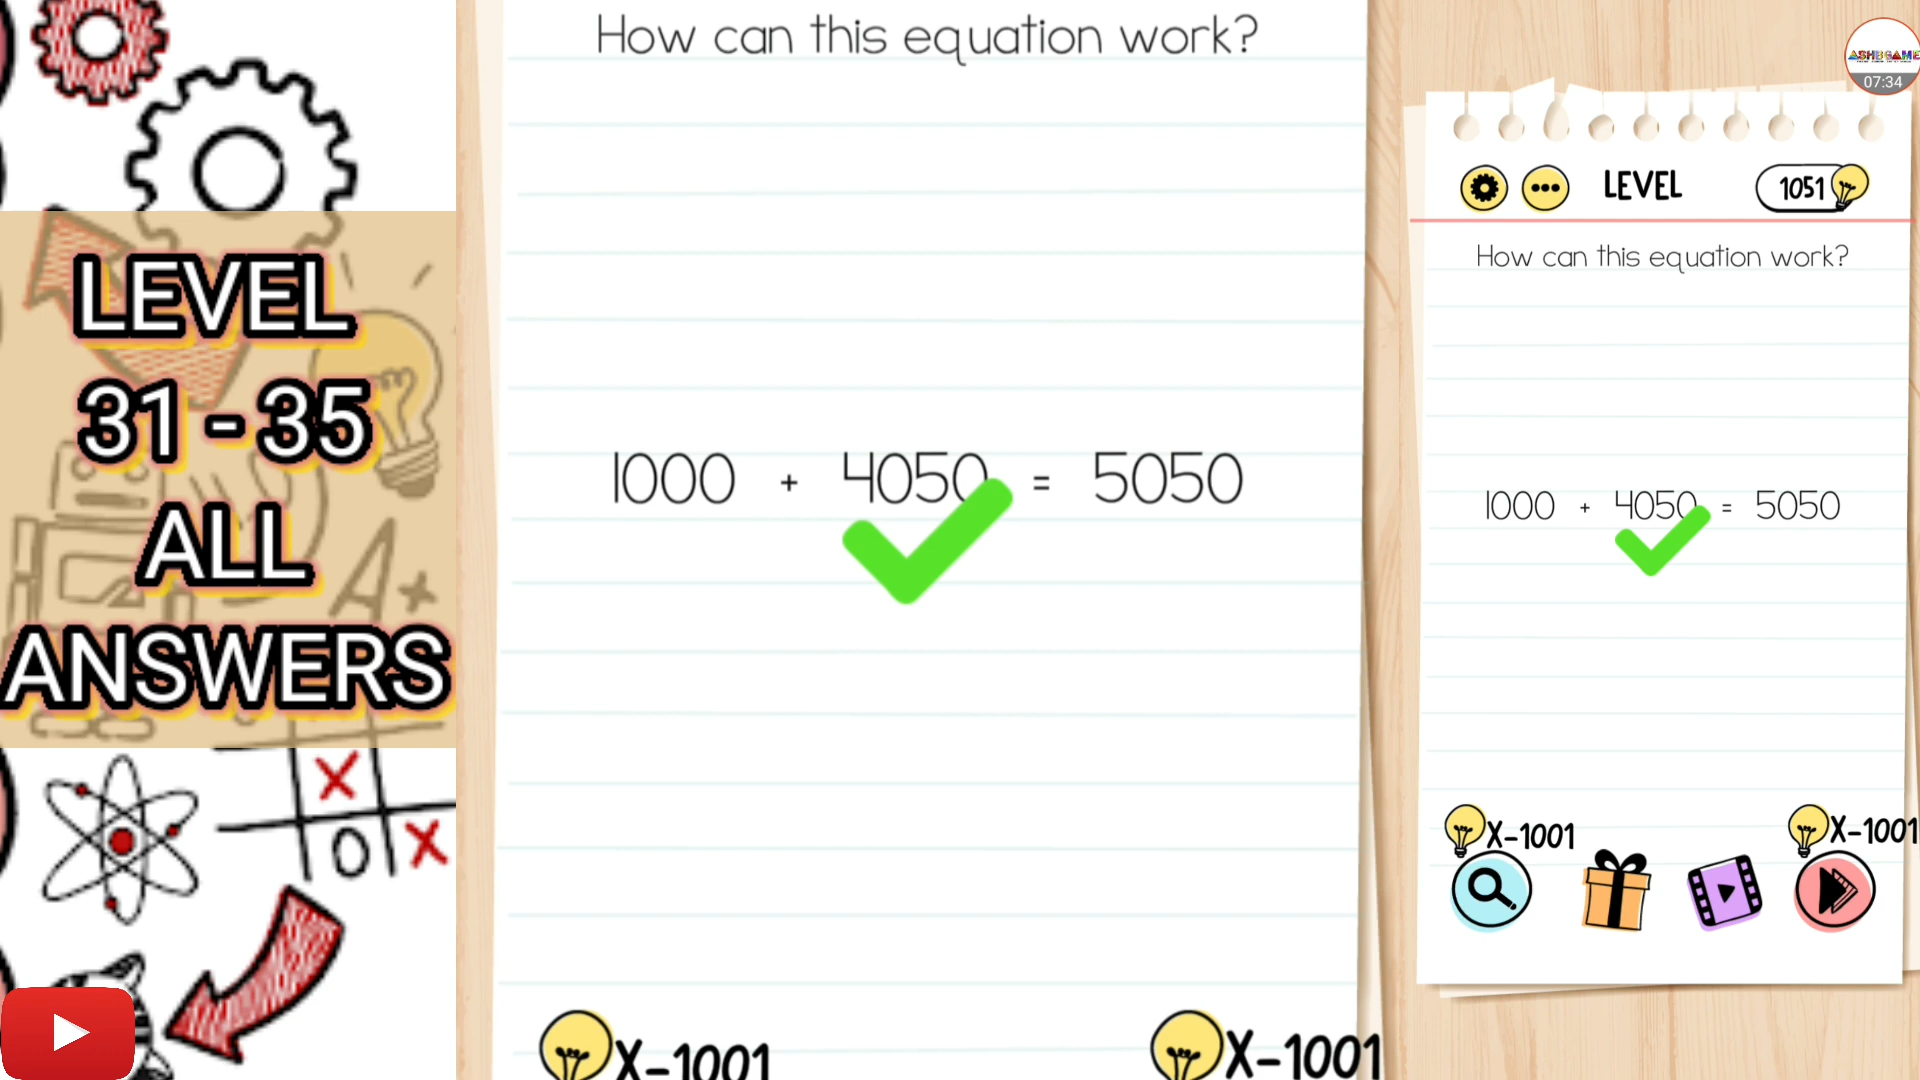 LEVEL
31 - 35
ALL
ANSWERS
X
O X
A+
How can this equation work?
1000 + 4050 = 5050
X-1001 X-1001
ASHBGAME
07:34
LEVEL 1051
How can this equation work?
1000 + 4050 = 5050
X-1001 X-1001